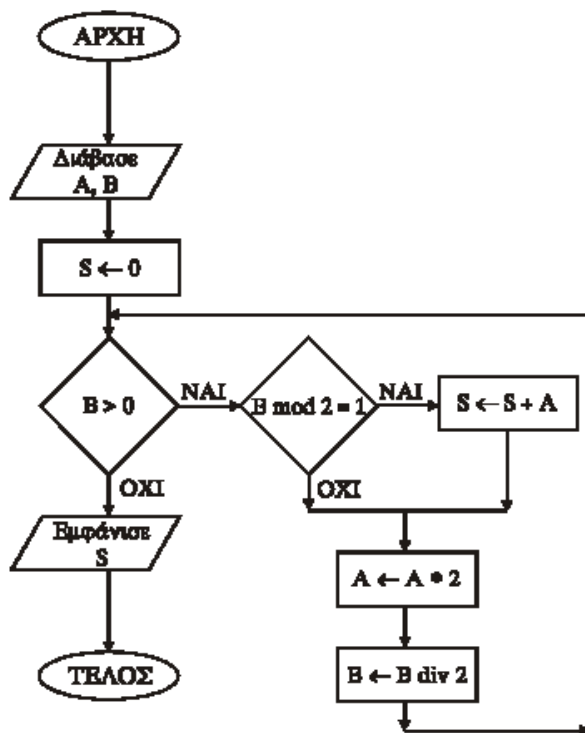 ΑΡΧΗ
Διάβασε
Α, Β
S ← 0
Β > 0
ΝΑΙ
Β mod 2 = 1
ΝΑΙ
S ← S + A
ΟΧΙ
ΟΧΙ
Εμφάνισε
S
Α ← Α * 2
ΤΕΛΟΣ
Β ← Β div 2